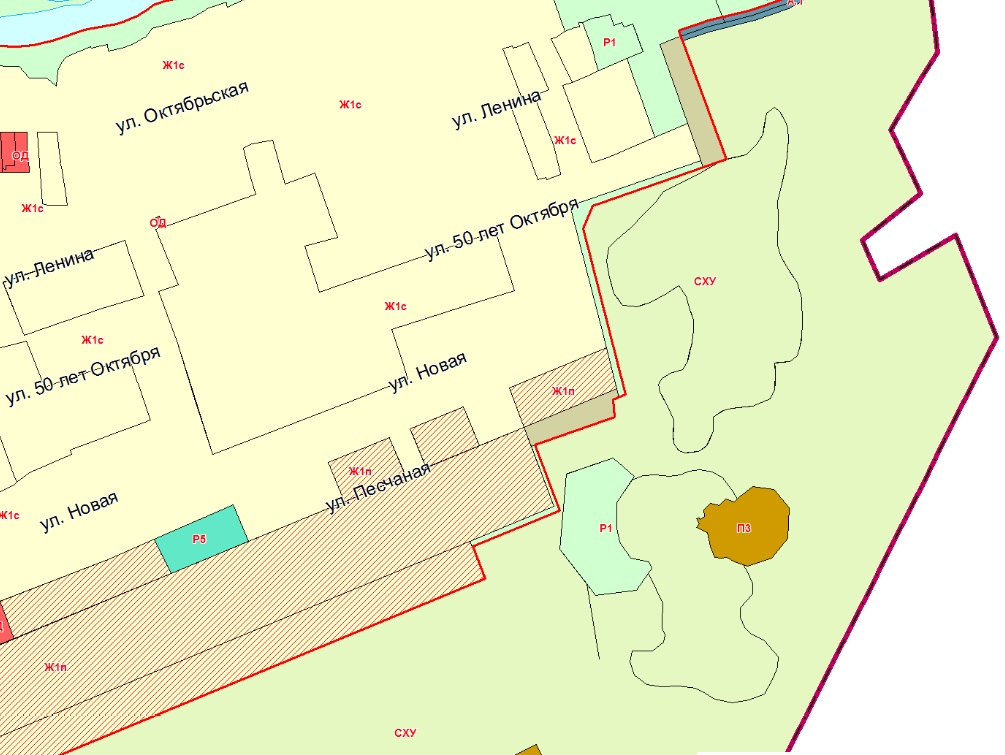 А,1
Р1
Ж1с
ул. Октябрьская
Ж1с
ул. Ленина
Ж1с
ОД
Ж1с
ОД
ул. 50 лет Октября
ул. Ленина
СХУ
Ж1с
Ж1с
ул. 50 лет Октября
ул. Новая
Ж1п
Ж1п
ул. Песчаная
Ж1с
ул. Новая
Р5
Р1
П3
Ж1п
СХУ